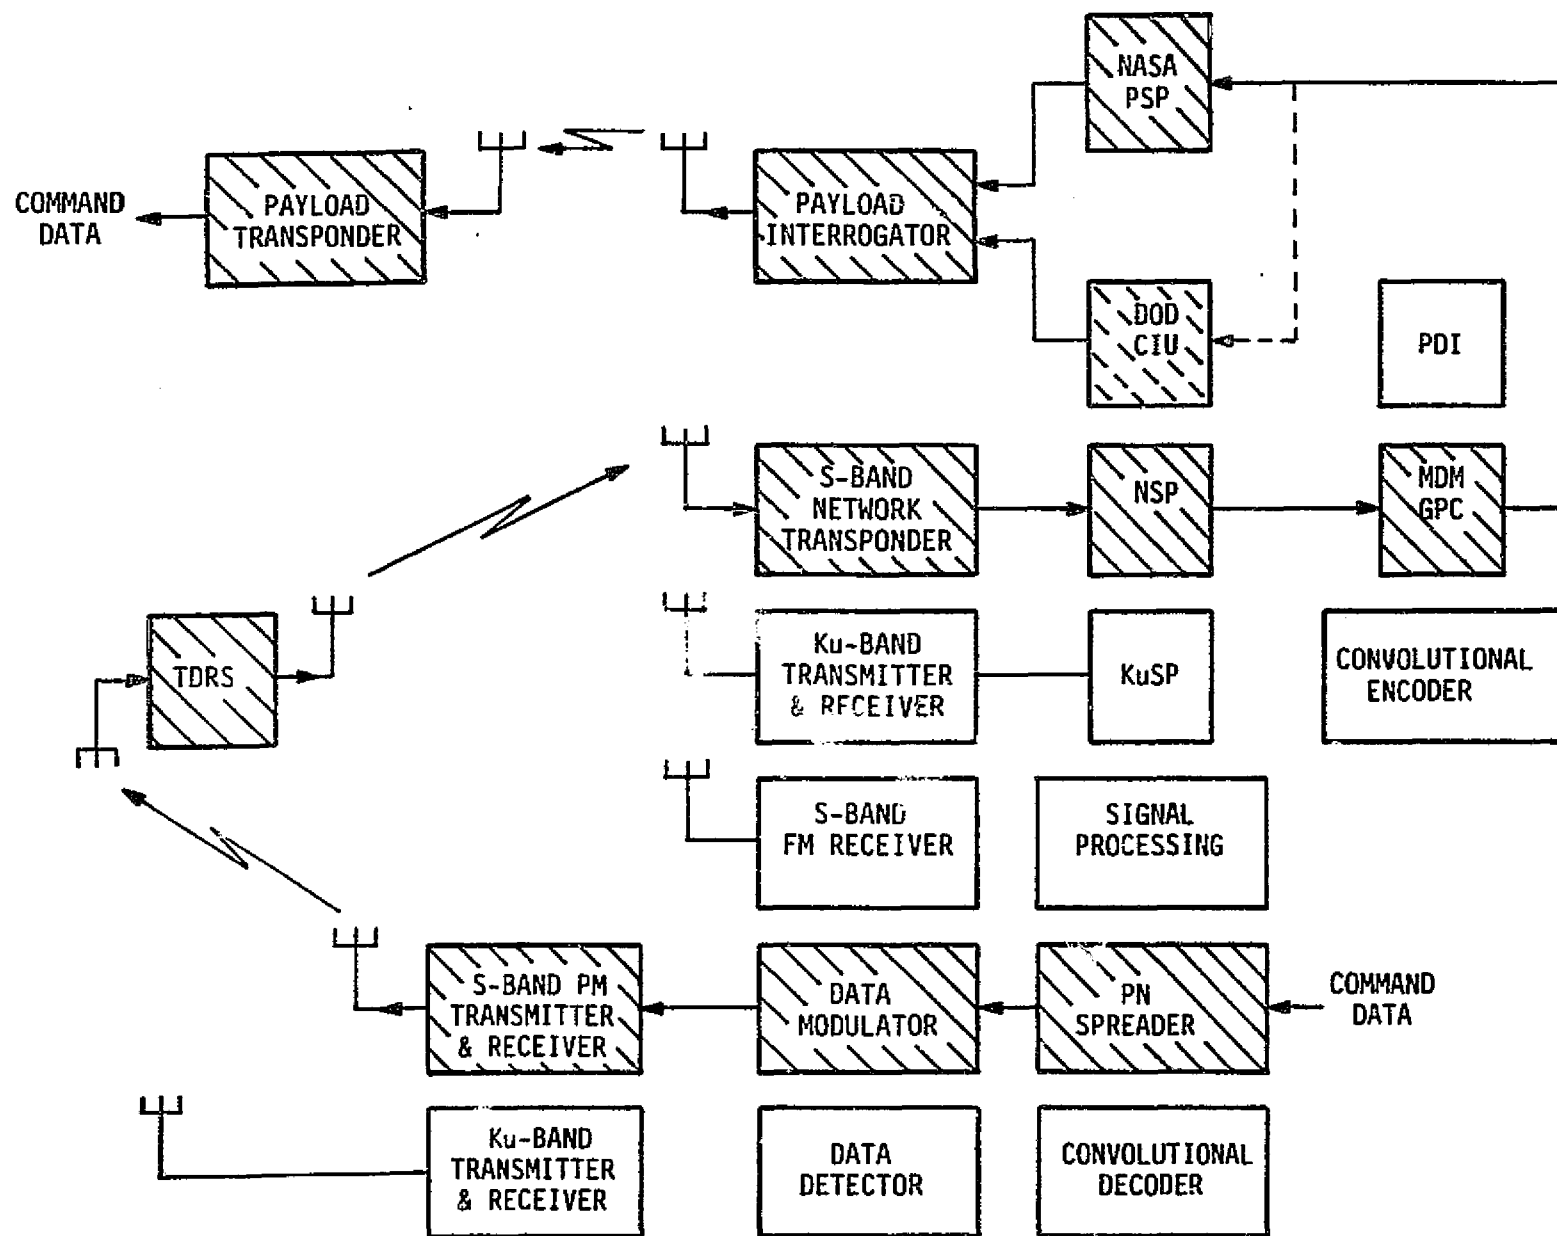 NASA
PSP
COMMAND
DATA
PAYLOAD
TRANSPONDER
PAYLOAD
INTERROGATOR
DOD
CIU
PDI
S-BAND
NETWORK
TRANSPONDER
NSP
MDM
GPC
TDRS
Ku-BAND
TRANSMITTER
& RECEIVER
KuSP
CONVOLUTIONAL
ENCODER
S-BAND
FM RECEIVER
SIGNAL
PROCESSING
S-BAND PM
TRANSMITTER
& RECEIVER
DATA
MODULATOR
PN
SPREADER
COMMAND
DATA
Ku-BAND
TRANSMITTER
& RECEIVER
DATA
DETECTOR
CONVOLUTIONAL
DECODER